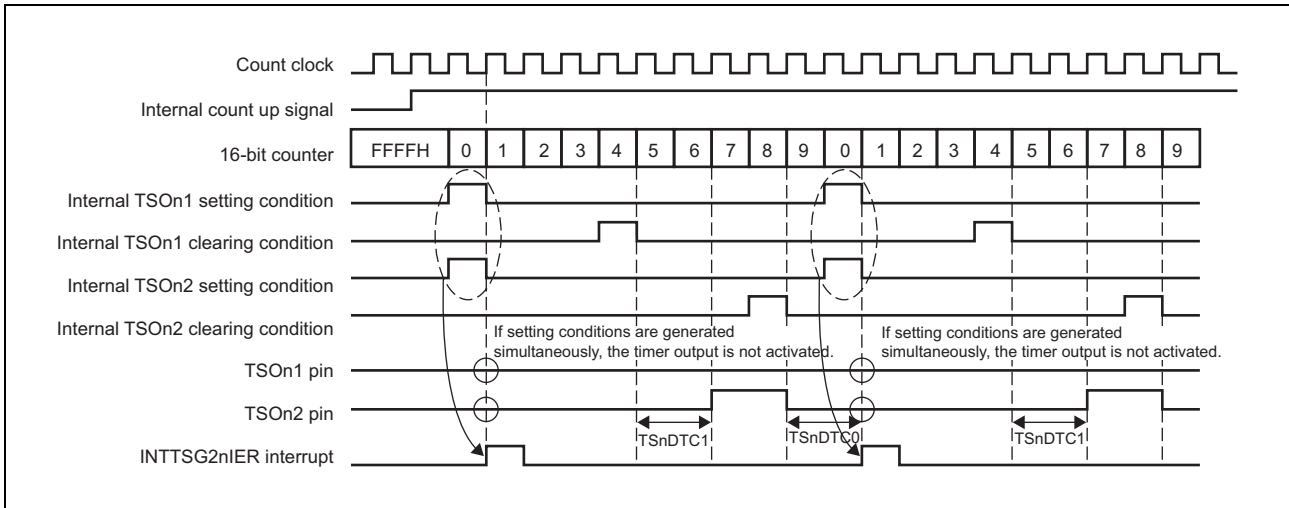 Count clock
Internal count up signal
16-bit counter FFFFH 0 1 2 3 4 5 6 7 8 9 0 1 2 3 4 5 6 7 8 9
Internal TSOn1 setting condition
Internal TSOn1 clearing condition
Internal TSOn2 setting condition
Internal TSOn2 clearing condition
If setting conditions are generated
simultaneously, the timer output is not activated.
If setting conditions are generated
simultaneously, the timer output is not activated.
TSOn1 pin
TSOn2 pin
TSnDTC1 TSnDTC0 TSnDTC1
INTTSG2nIER interrupt